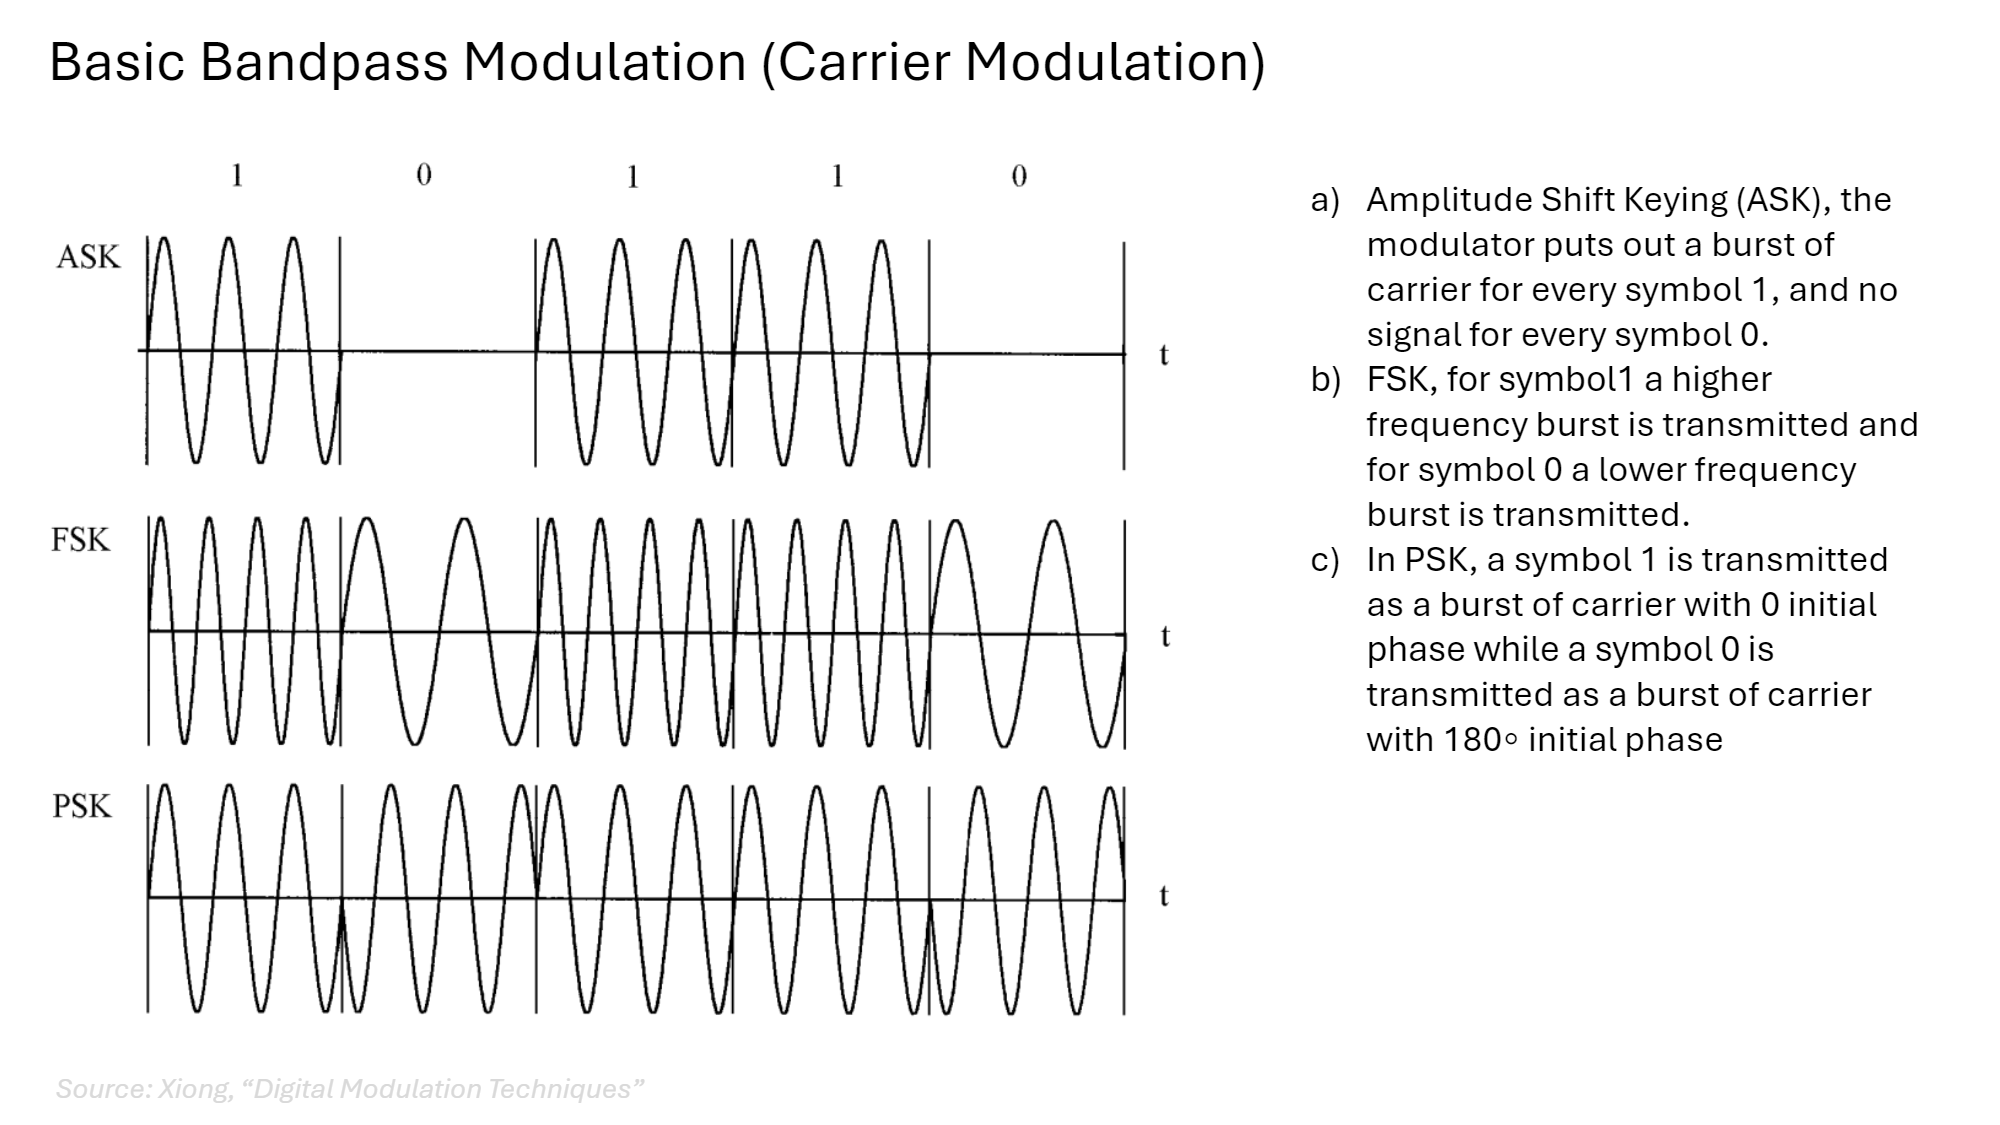 Basic Bandpass Modulation (Carrier Modulation)
1 0 1 1 0
ASK
t
FSK
t
PSK
t
a) Amplitude Shift Keying (ASK), the
modulator puts out a burst of
carrier for every symbol 1, and no
signal for every symbol 0.
b) FSK, for symbol1 a higher
frequency burst is transmitted and
for symbol 0 a lower frequency
burst is transmitted.
c) In PSK, a symbol 1 is transmitted
as a burst of carrier with 0 initial
phase while a symbol 0 is
transmitted as a burst of carrier
with 180∘ initial phase
Source: Xiong, “Digital Modulation Techniques”